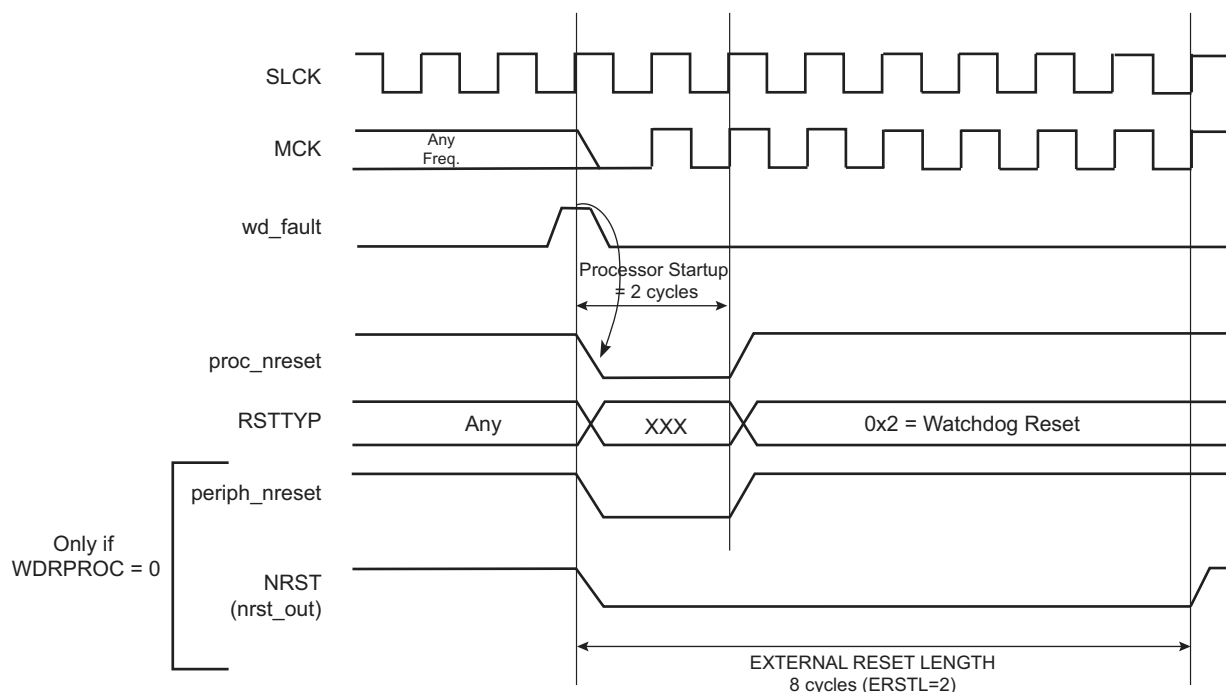 SLCK
MCK
Any
Freq.
wd_fault
Processor Startup
= 2 cycles
proc_nreset
RSTTYP
Any
XXX
0x2 = Watchdog Reset
periph_nreset
Only if
WDRPROC = 0
NRST
(nrst_out)
EXTERNAL RESET LENGTH
8 cycles (ERSTL=2)